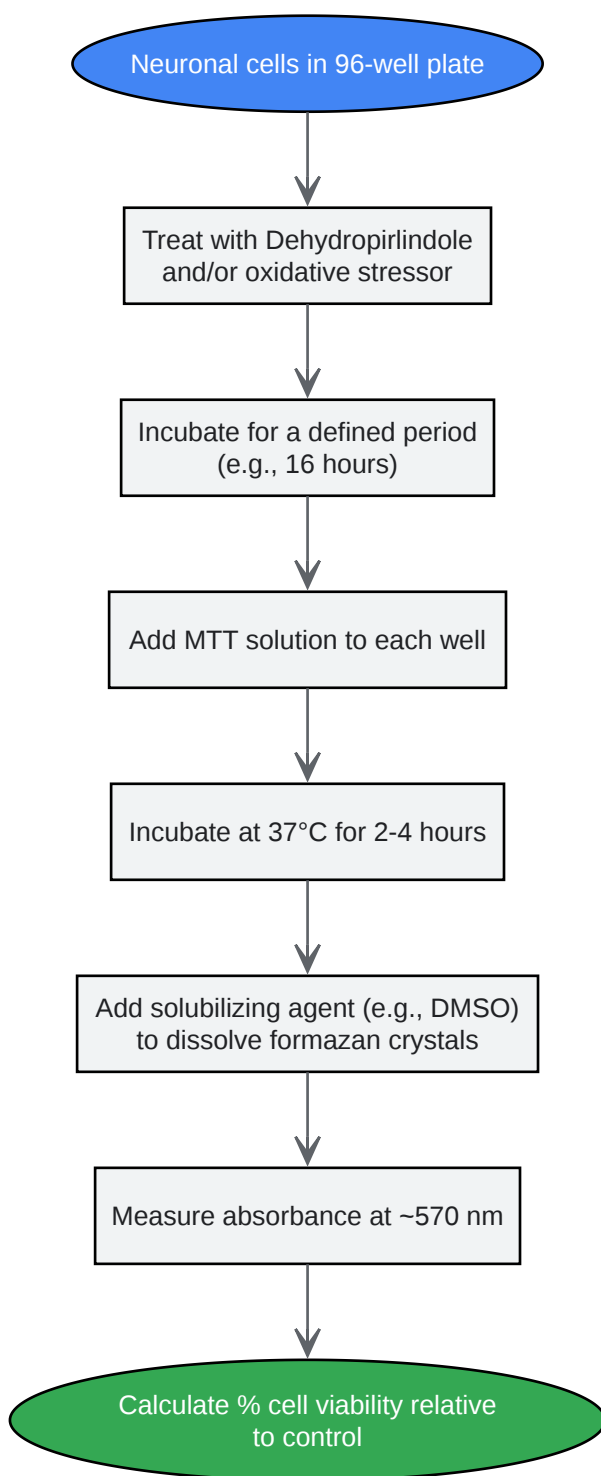 Neuronal cells in 96-well plate
Treat with Dehydropirlindole
and/or oxidative stressor
Incubate for a defined period
(e.g., 16 hours)
Add MTT solution to each well
Incubate at 37°C for 2-4 hours
Add solubilizing agent (e.g., DMSO)
to dissolve formazan crystals
Measure absorbance at ~570 nm
Calculate % cell viability relative
to control